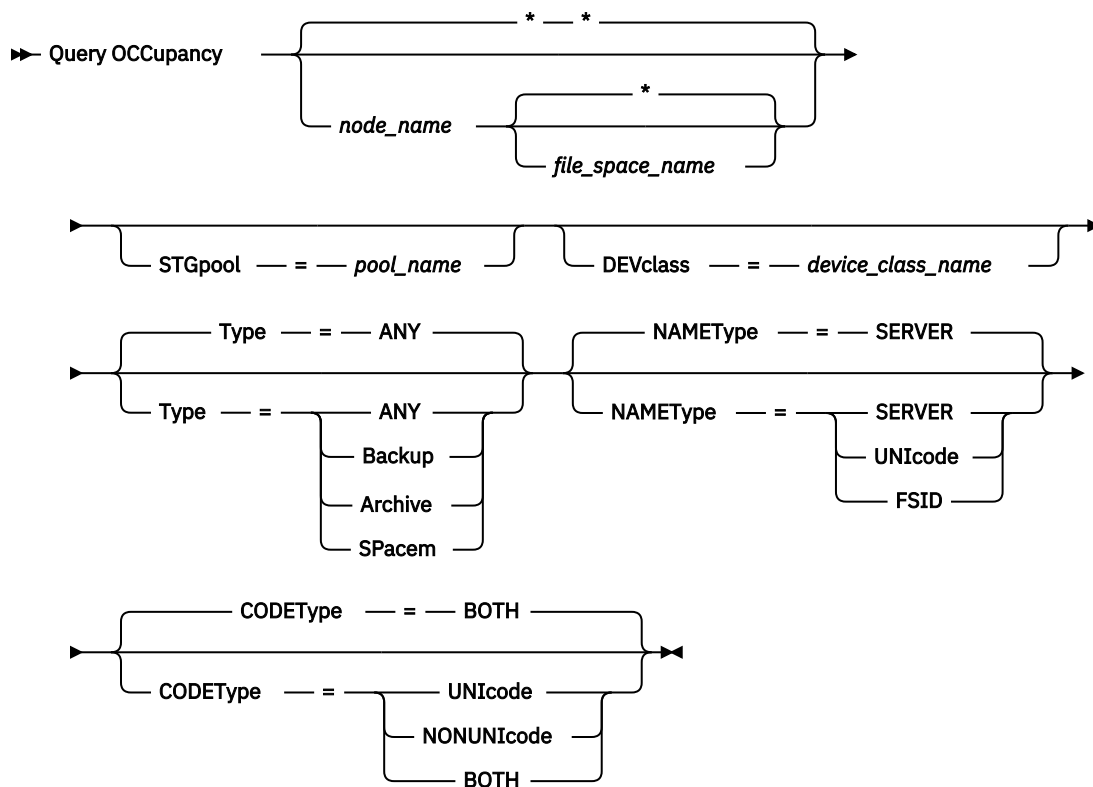 * *
Query OCCupancy
*
node_name
file_space_name
STGpool = pool_name DEVclass = device_class_name
Type = ANY NAMEType = SERVER
Type = ANY NAMEType = SERVER
Backup UNIcode
Archive FSID
SPacem
CODEType = BOTH
CODEType = UNIcode
NONUNIcode
BOTH